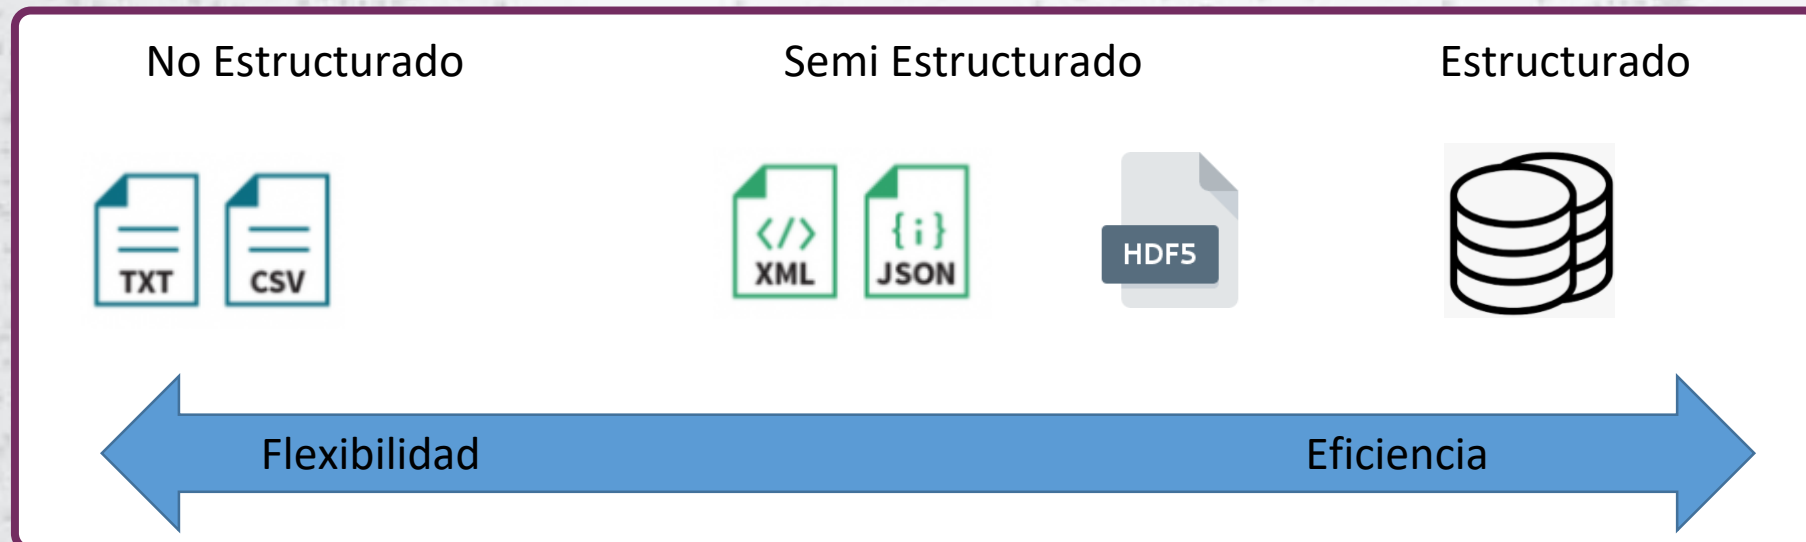 No Estructurado
Semi Estructurado
Estructurado
TXT
CSV
</>
XML
{i}
JSON
HDF5
Flexibilidad
Eficiencia